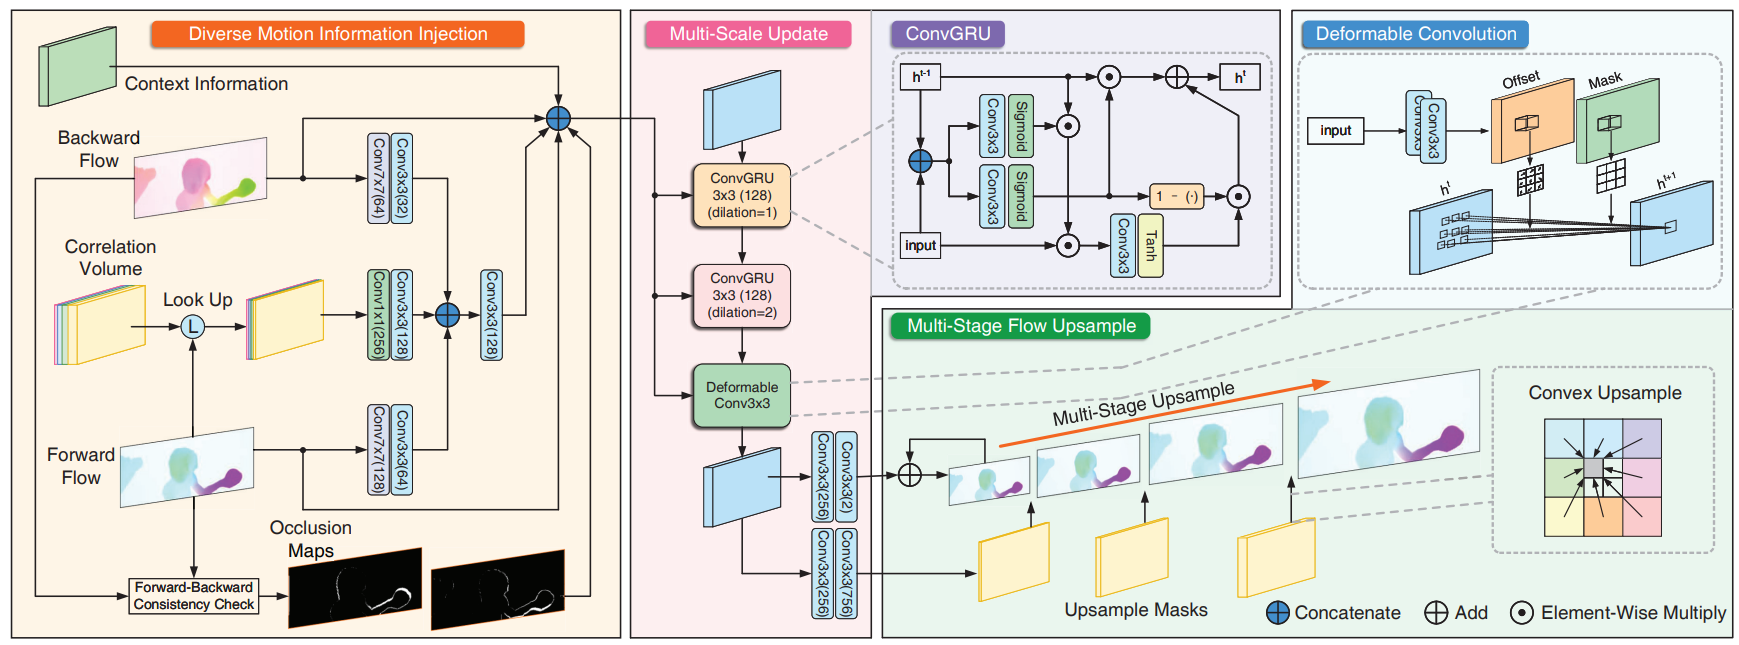 Diverse Motion Information Injection
Context Information
Backward
Flow
Conv7x7(64)
Conv3x3(32)
Correlation
Volume
Look Up
L
Conv1x1(256)
Conv3x3(128)
Conv3x3(128)
Forward
Flow
Conv7x7(128)
Conv3x3(64)
Occlusion
Maps
Forward-Backward
Consistency Check
Multi-Scale Update
ConvGRU
3x3 (128)
(dilation=1)
ConvGRU
3x3 (128)
(dilation=2)
Deformable
Conv3x3
Conv3x3(256)
Conv3x3(2)
Conv3x3(256)
Conv3x3(756)
ConvGRU
h^t-1
h^t
Conv3x3
Sigmoid
Conv3x3
Sigmoid
1 - (·)
input
Conv3x3
Tanh
Deformable Convolution
Offset
Mask
input
Conv3x3
Conv3x3
h^t
h^t+1
Multi-Stage Flow Upsample
Multi-Stage Upsample
Convex Upsample
Upsample Masks
Concatenate
Add
Element-Wise Multiply